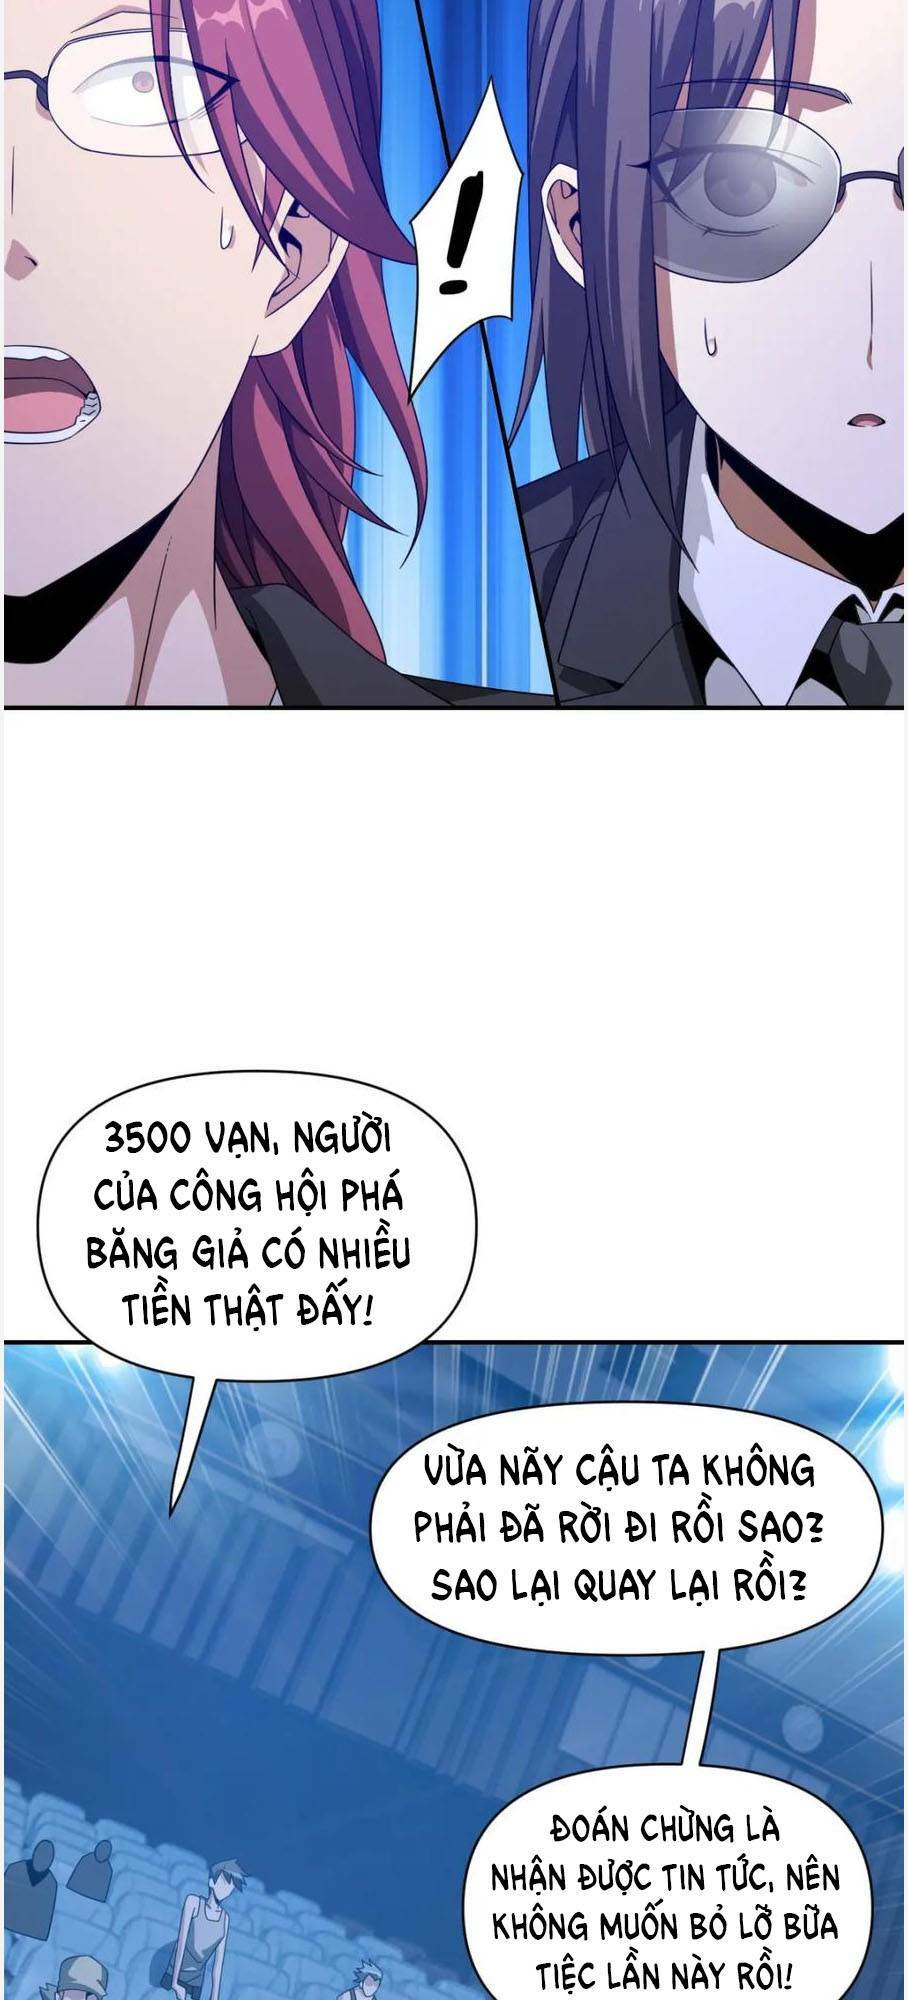 !
3500 VẠN, NGƯỜI
CỦA CÔNG HỘI PHÁ
BĂNG GIẢ CÓ NHIỀU
TIỀN THẬT ĐẤY!
VỪA NÃY CẬU TA KHÔNG
PHẢI ĐÃ RỜI ĐI RỒI SAO?
SAO LẠI QUAY LẠI RỒI?
ĐOÁN CHỪNG LÀ
NHẬN ĐƯỢC TIN TỨC, NÊN
KHÔNG MUỐN BỎ LỠ BỮA
TIỆC LẦN NÀY RỒI!